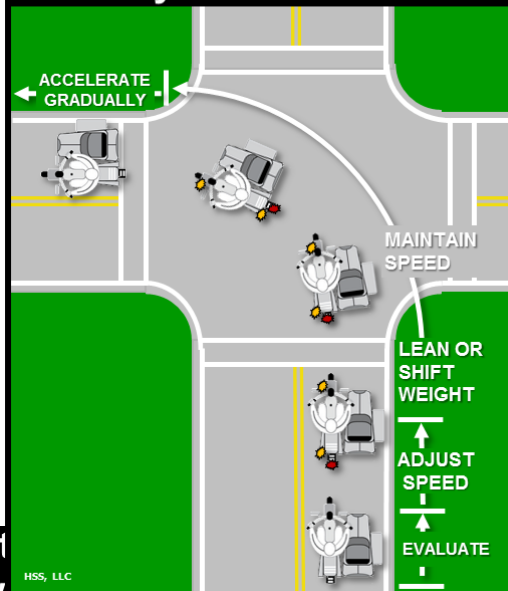 ACCELERATE
GRADUALLY
MAINTAIN
SPEED
LEAN OR
SHIFT
WEIGHT
ADJUST
SPEED
EVALUATE
HSS, LLC